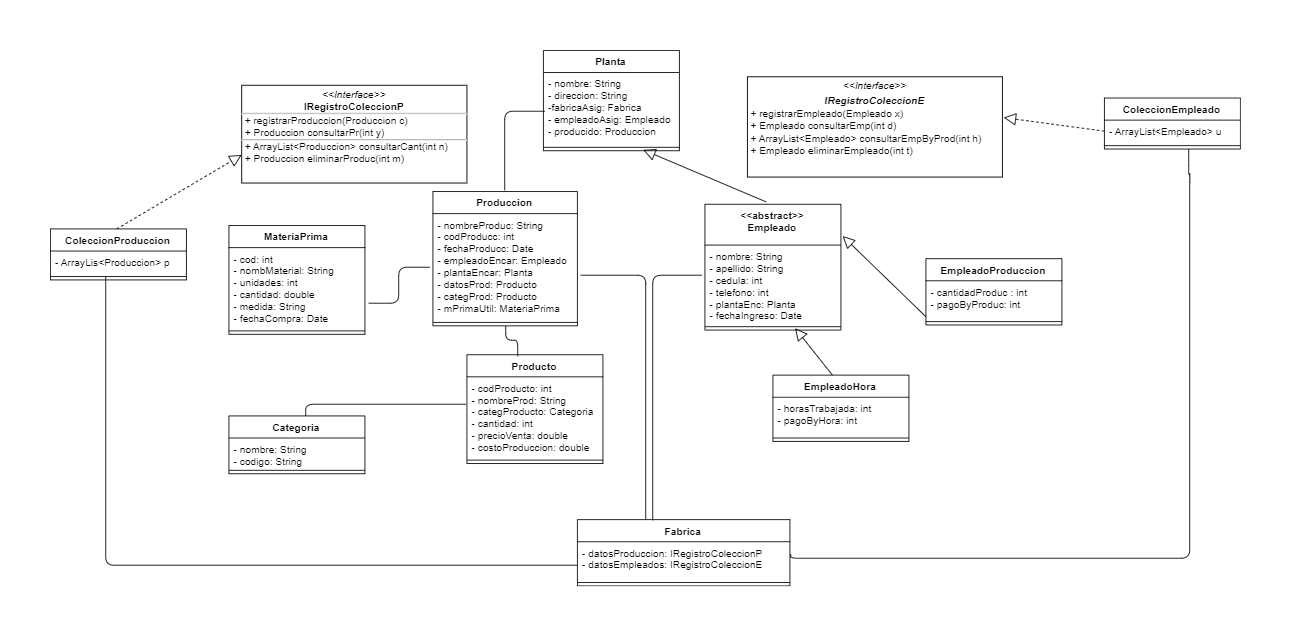 Planta
- nombre: String
- direccion: String
-fabricaAsig: Fabrica
- empleadoAsig: Empleado
- producido: Produccion
<<Interface>>
IRegistroColeccionP
+ registrarProduccion(Produccion c)
+ Produccion consultarPr(int y)
+ ArrayList<Produccion> consultarCant(int n)
+ Produccion eliminarProduc(int m)
<<Interface>>
IRegistroColeccionE
+ registrarEmpleado(Empleado x)
+ Empleado consultarEmp(int d)
+ ArrayList<Empleado> consultarEmpByProd(int h)
+ Empleado eliminarEmpleado(int t)
ColeccionEmpleado
- ArrayList<Empleado> u
ColeccionProduccion
- ArrayLis<Produccion> p
MateriaPrima
- cod: int
- nombMaterial: String
- unidades: int
- cantidad: double
- medida: String
- fechaCompra: Date
Produccion
- nombreProduc: String
- codProducc: int
- fechaProducc: Date
- empleadoEncar: Empleado
- plantaEncar: Planta
- datosProd: Producto
- categProd: Producto
- mPrimaUtil: MateriaPrima
<<abstract>>
Empleado
- nombre: String
- apellido: String
- cedula: int
- telefono: int
- plantaEnc: Planta
- fechaIngreso: Date
EmpleadoProduccion
- cantidadProduc : int
- pagoByProduc: int
Producto
- codProducto: int
- nombreProd: String
- categProducto: Categoria
- cantidad: int
- precioVenta: double
- costoProduccion: double
EmpleadoHora
- horasTrabajada: int
- pagoByHora: int
Categoria
- nombre: String
- codigo: String
Fabrica
- datosProduccion: IRegistroColeccionP
- datosEmpleados: IRegistroColeccionE